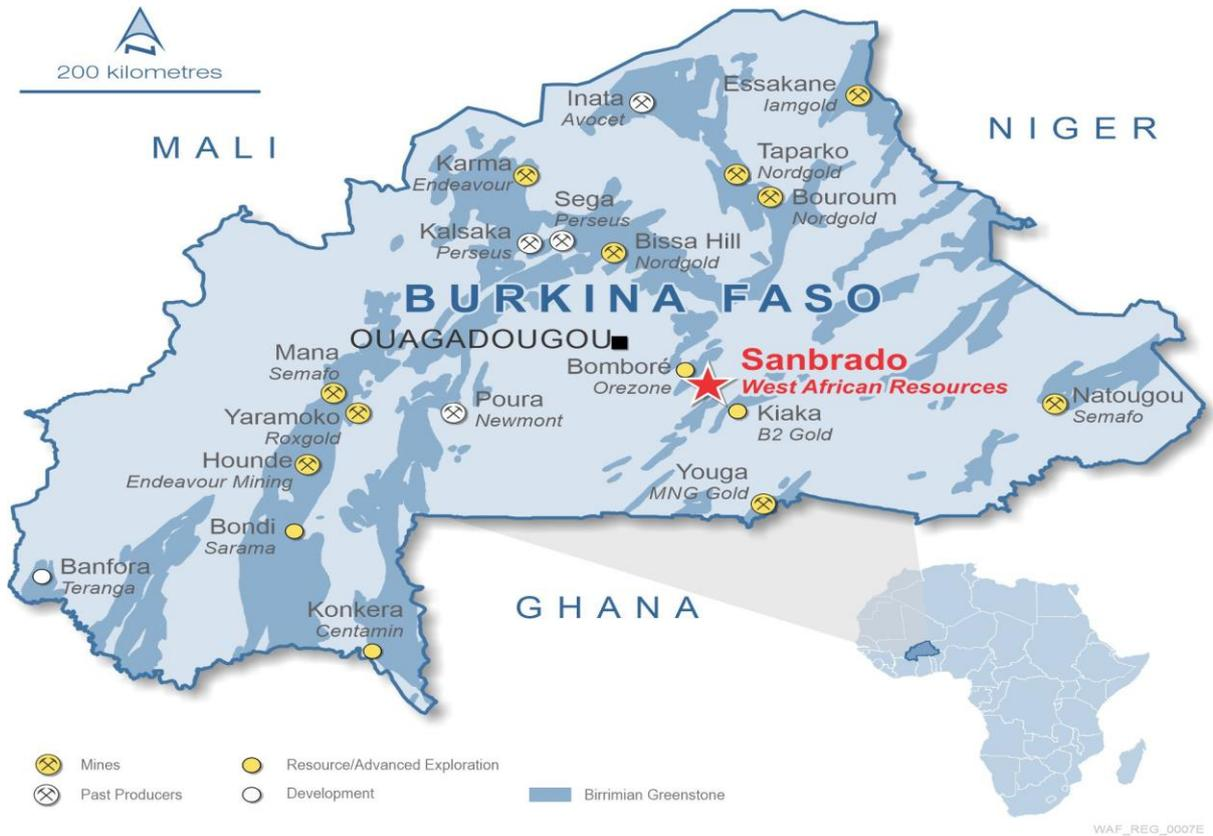 200 kilometres
MALI
NIGER
Essakane
Iamgold
Inata
Avocet
Karma
Endeavour
Taparko
Nordgold
Bouroum
Nordgold
Sega
Perseus
Kalsaka
Perseus
Bissa Hill
Nordgold
BURKINA FASO
OUAGADOUGOU
Mana
Semafo
Bomboré
Orezone
Sanbrado
West African Resources
Yaramoko
Roxgold
Poura
Newmont
Kiaka
B2 Gold
Natougou
Semafo
Hounde
Endeavour Mining
Youga
MNG Gold
Bondi
Sarama
Banfora
Teranga
Konkera
Centamin
GHANA
Mines
Resource/Advanced Exploration
Past Producers
Development
Birrimian Greenstone
WAF_REG_0007E